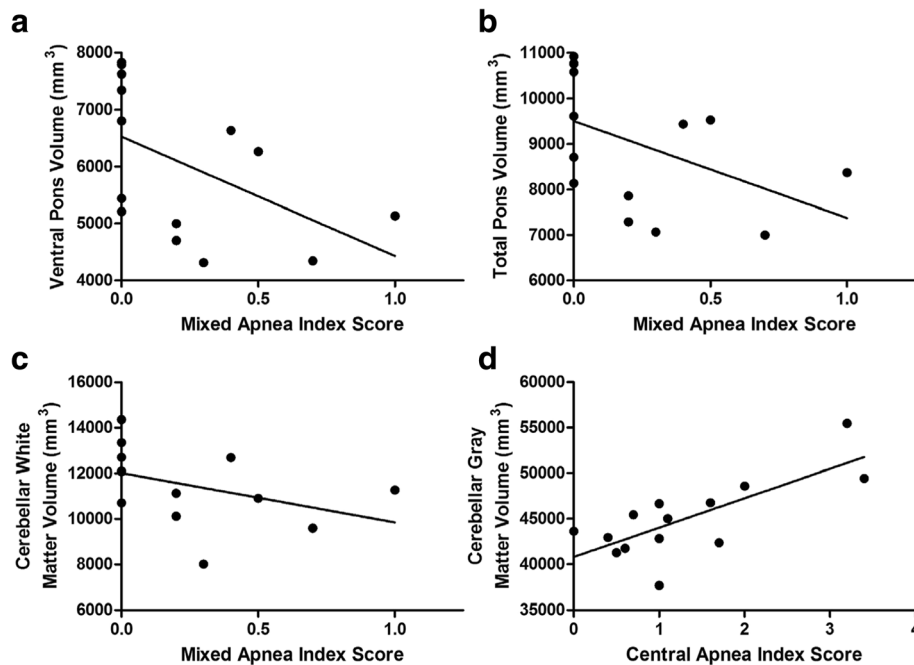 a
Ventral Pons Volume (mm³)
8000
7000
6000
5000
4000
0.0 0.5 1.0
Mixed Apnea Index Score
b
Total Pons Volume (mm³)
11000
10000
9000
8000
7000
6000
0.0 0.5 1.0
Mixed Apnea Index Score
c
Cerebellar White
Matter Volume (mm³)
16000
14000
12000
10000
8000
6000
0.0 0.5 1.0
Mixed Apnea Index Score
d
Cerebellar Gray
Matter Volume (mm³)
60000
55000
50000
45000
40000
35000
0 1 2 3 4
Central Apnea Index Score